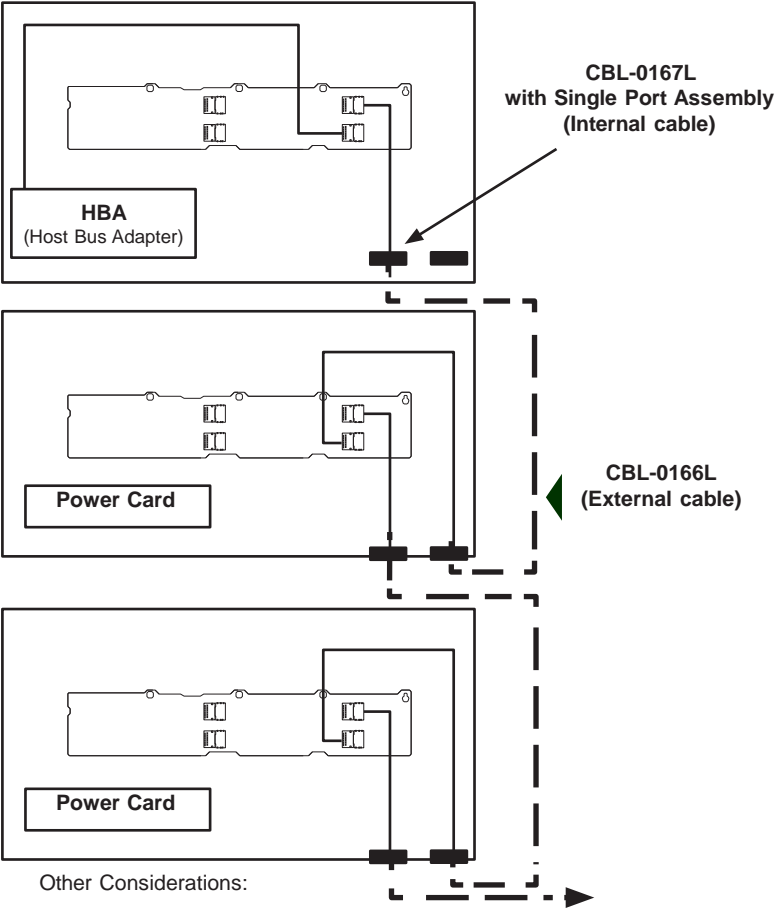 CBL-0167L
with Single Port Assembly
(Internal cable)
HBA
(Host Bus Adapter)
CBL-0166L
(External cable)
Power Card
Power Card
Other Considerations: